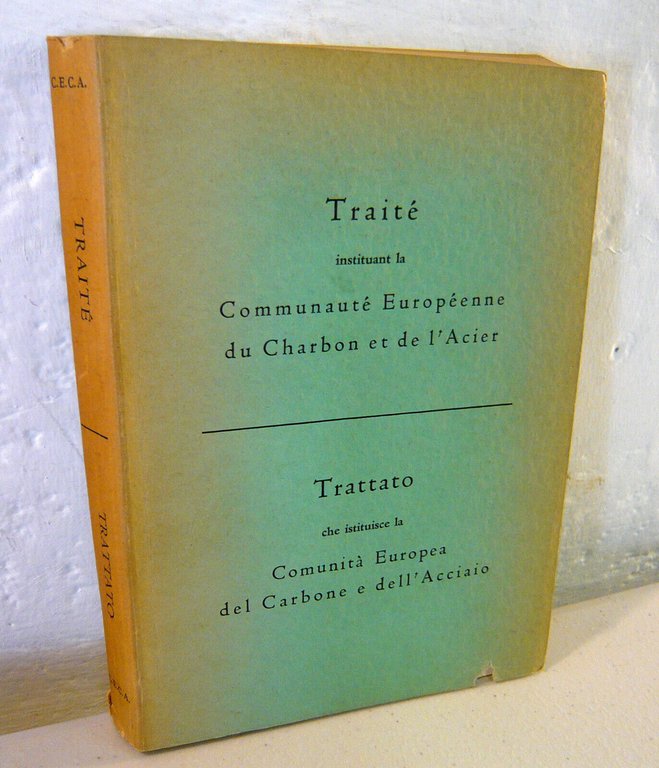 C.E.C.A.
TRAITÉ
/
TRATTATO
C.E.C.A.
Traité
instituant la
Communauté Européenne
du Charbon et de l'Acier
Trattato
che istituisce la
Comunità Europea
del Carbone e dell'Acciaio